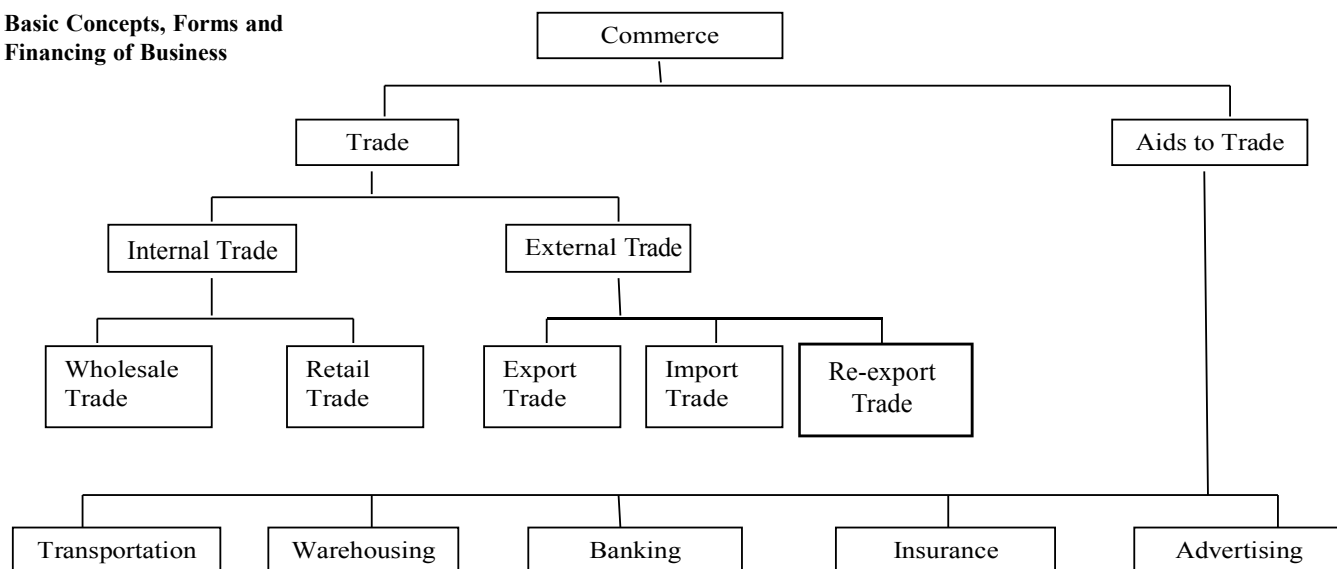 Basic Concepts, Forms and
Financing of Business
Commerce
Trade
Aids to Trade
Internal Trade
External Trade
Wholesale
Trade
Retail
Trade
Export
Trade
Import
Trade
Re-export
Trade
Transportation
Warehousing
Banking
Insurance
Advertising